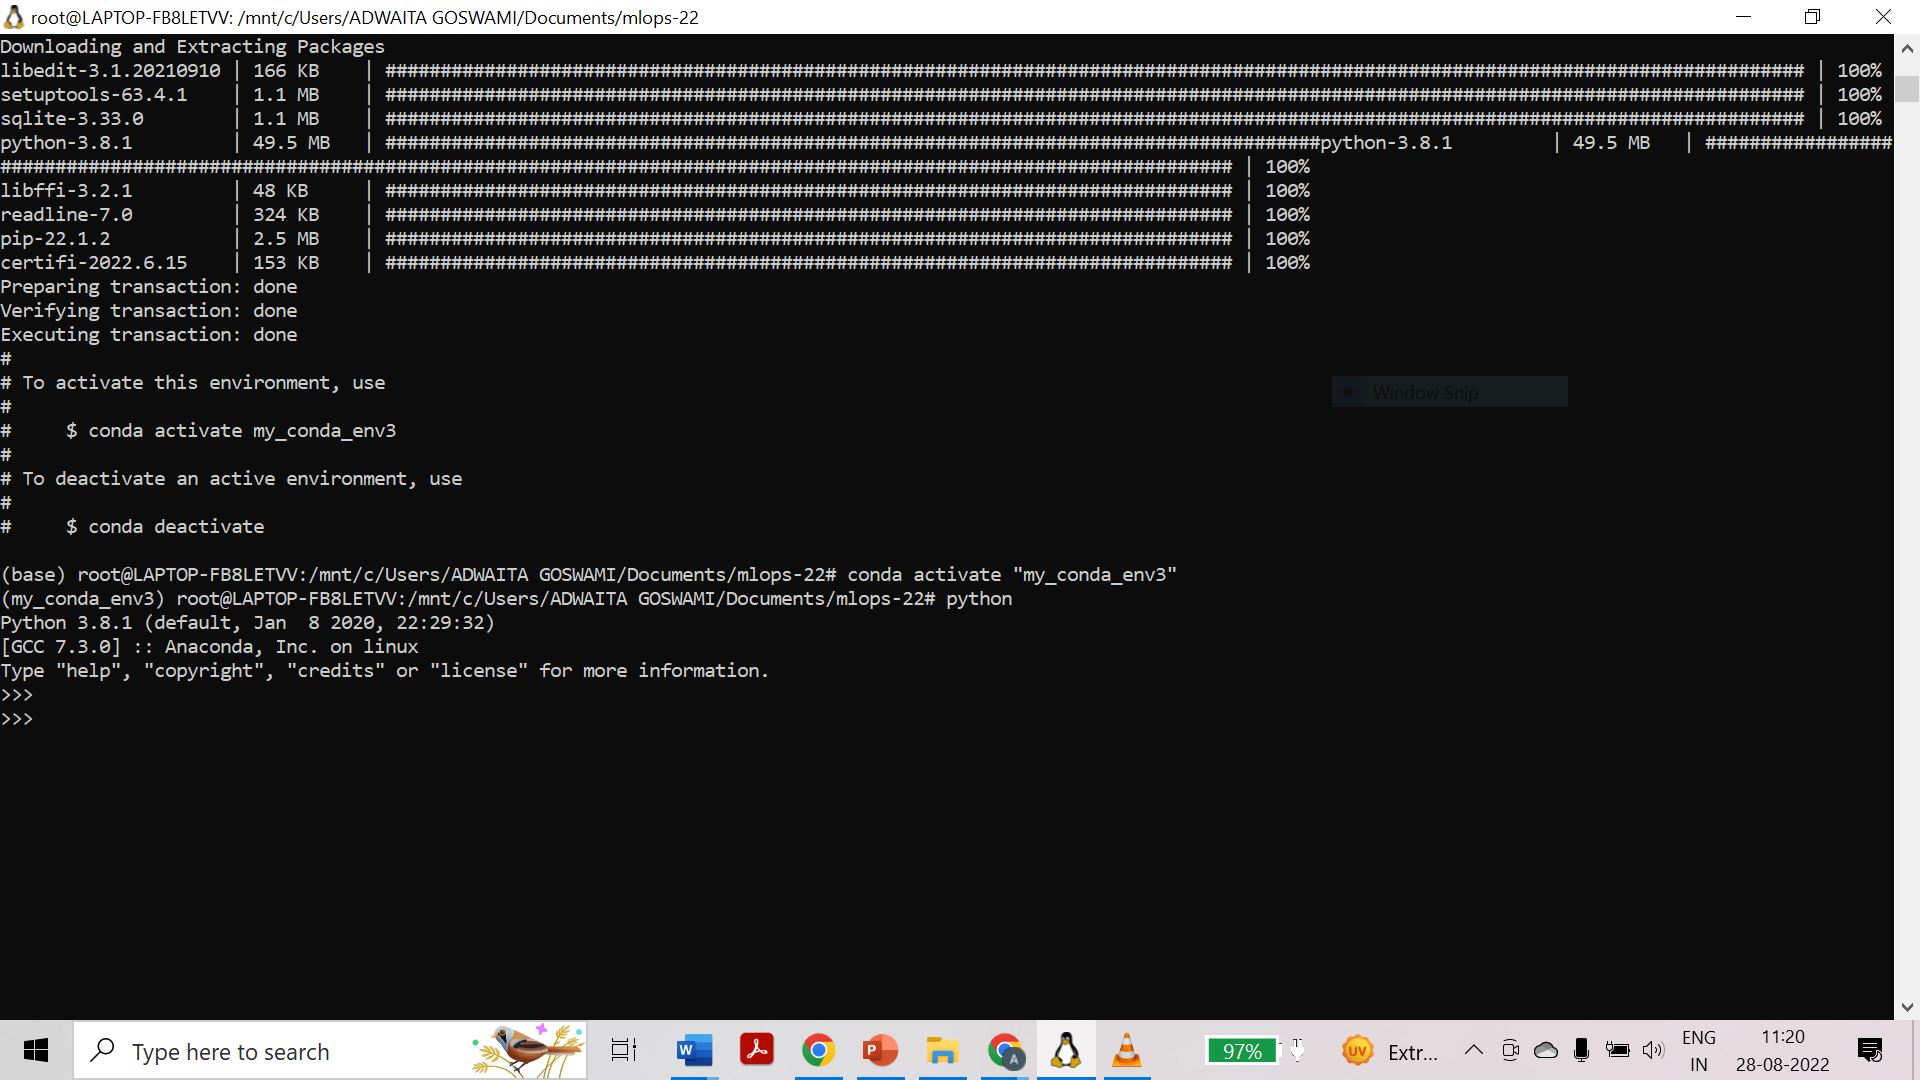 root@LAPTOP-FB8LETVV: /mnt/c/Users/ADWAITA GOSWAMI/Documents/mlops-22
Downloading and Extracting Packages
libedit-3.1.20210910 | 166 KB    | ################################################################################################################################# | 100%
setuptools-63.4.1    | 1.1 MB    | ################################################################################################################################# | 100%
sqlite-3.33.0        | 1.1 MB    | ################################################################################################################################# | 100%
python-3.8.1         | 49.5 MB   | #####################################################################################python-3.8.1         | 49.5 MB   | #################
################################################################################################################ | 100%
libffi-3.2.1         | 48 KB     | ############################################################################# | 100%
readline-7.0         | 324 KB    | ############################################################################# | 100%
pip-22.1.2           | 2.5 MB    | ############################################################################# | 100%
certifi-2022.6.15    | 153 KB    | ############################################################################# | 100%
Preparing transaction: done
Verifying transaction: done
Executing transaction: done
#
# To activate this environment, use
#
#     $ conda activate my_conda_env3
#
# To deactivate an active environment, use
#
#     $ conda deactivate
(base) root@LAPTOP-FB8LETVV:/mnt/c/Users/ADWAITA GOSWAMI/Documents/mlops-22# conda activate "my_conda_env3"
(my_conda_env3) root@LAPTOP-FB8LETVV:/mnt/c/Users/ADWAITA GOSWAMI/Documents/mlops-22# python
Python 3.8.1 (default, Jan  8 2020, 22:29:32)
[GCC 7.3.0] :: Anaconda, Inc. on linux
Type "help", "copyright", "credits" or "license" for more information.
>>>
>>>
Window Snip
Type here to search
W
P
A
97%
UV
Extr...
ENG
IN
11:20
28-08-2022